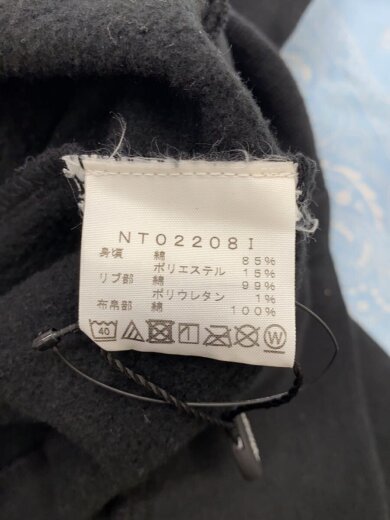 NT02208I
身頃 綿 85%
ポリエステル 15%
リブ部 綿 99%
ポリウレタン 1%
布帛部 綿 100%
40
W